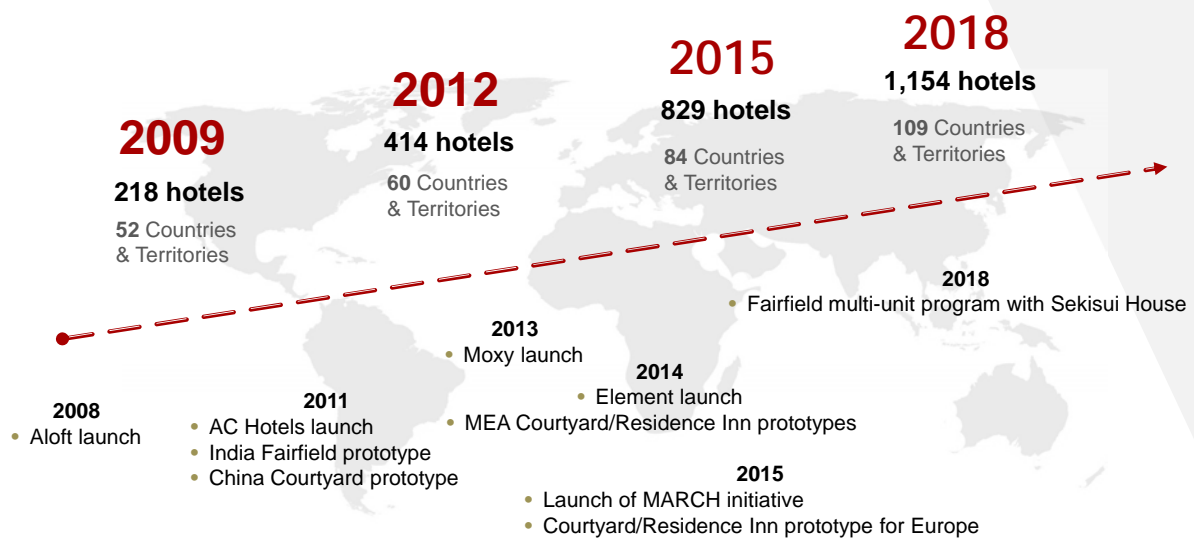 2009
218 hotels
52 Countries
& Territories
2012
414 hotels
60 Countries
& Territories
2015
829 hotels
84 Countries
& Territories
2018
1,154 hotels
109 Countries
& Territories
2008
• Aloft launch
2011
• AC Hotels launch
• India Fairfield prototype
• China Courtyard prototype
2013
• Moxy launch
2014
• Element launch
• MEA Courtyard/Residence Inn prototypes
2015
• Launch of MARCH initiative
• Courtyard/Residence Inn prototype for Europe
2018
• Fairfield multi-unit program with Sekisui House